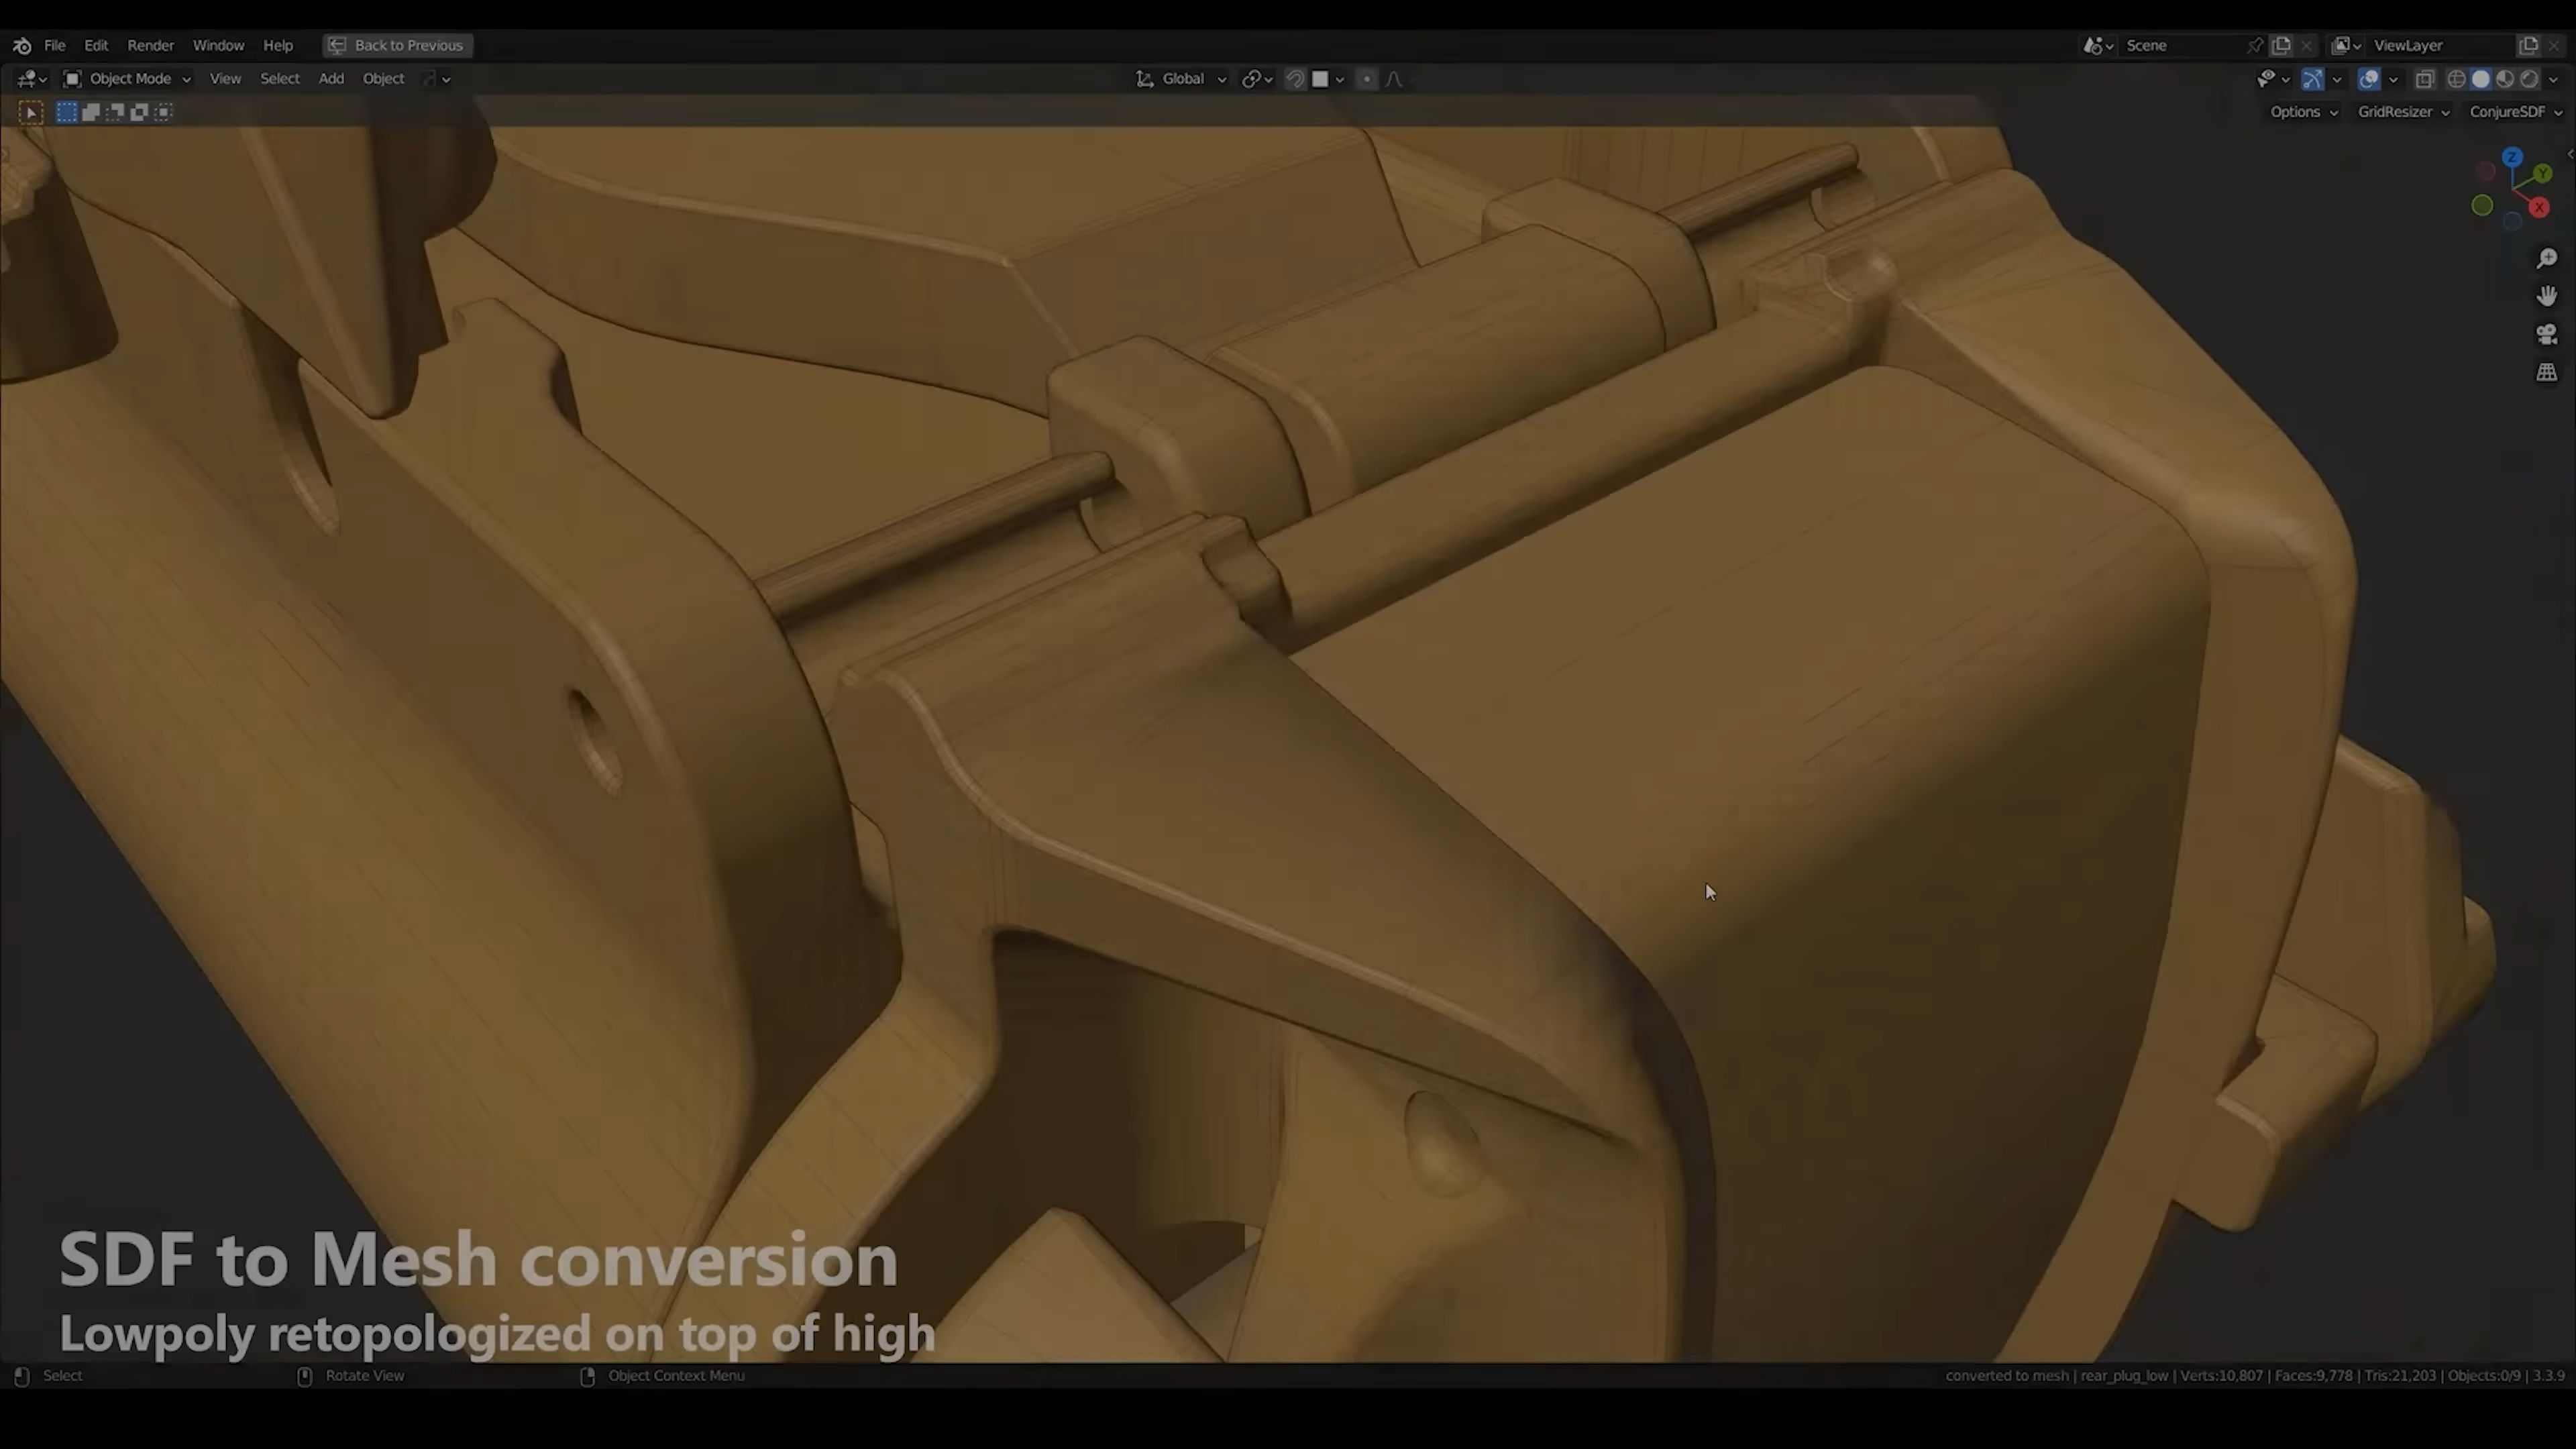 File Edit Render Window Help Back to Previous Scene ViewLayer
Object Mode View Select Add Object Global
Options GridResizer ConjureSDF
Z
Y
X
SDF to Mesh conversion
Lowpoly retopologized on top of high
Select Rotate View Object Context Menu converted to mesh | rear_plug_low | Verts:10,807 | Faces:9,778 | Tris:21,203 | Objects:0/9 | 3.3.9